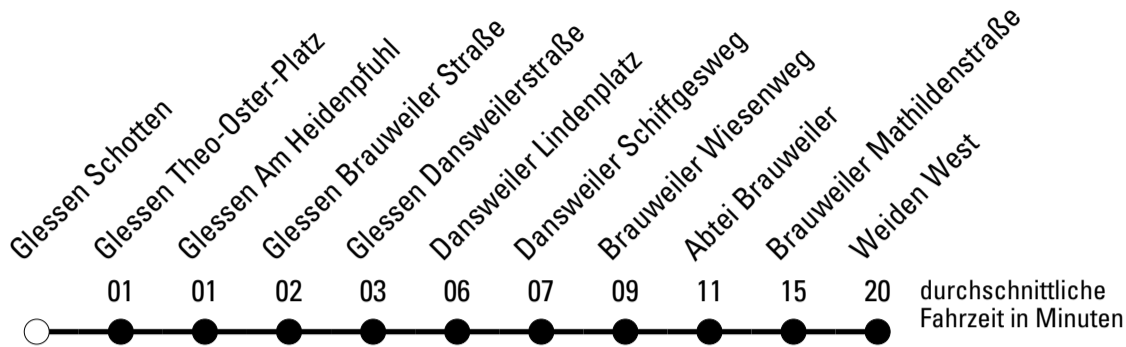 Glessen Schotten
Glessen Theo-Oster-Platz
Glessen Am Heidenpfuhl
Glessen Brauweiler Straße
Glessen Dansweilerstraße
Dansweiler Lindenplatz
Dansweiler Schiffgesweg
Brauweiler Wiesenweg
Abtei Brauweiler
Brauweiler Mathildenstraße
Weiden West
01 01 02 03 06 07 09 11 15 20
durchschnittliche
Fahrzeit in Minuten